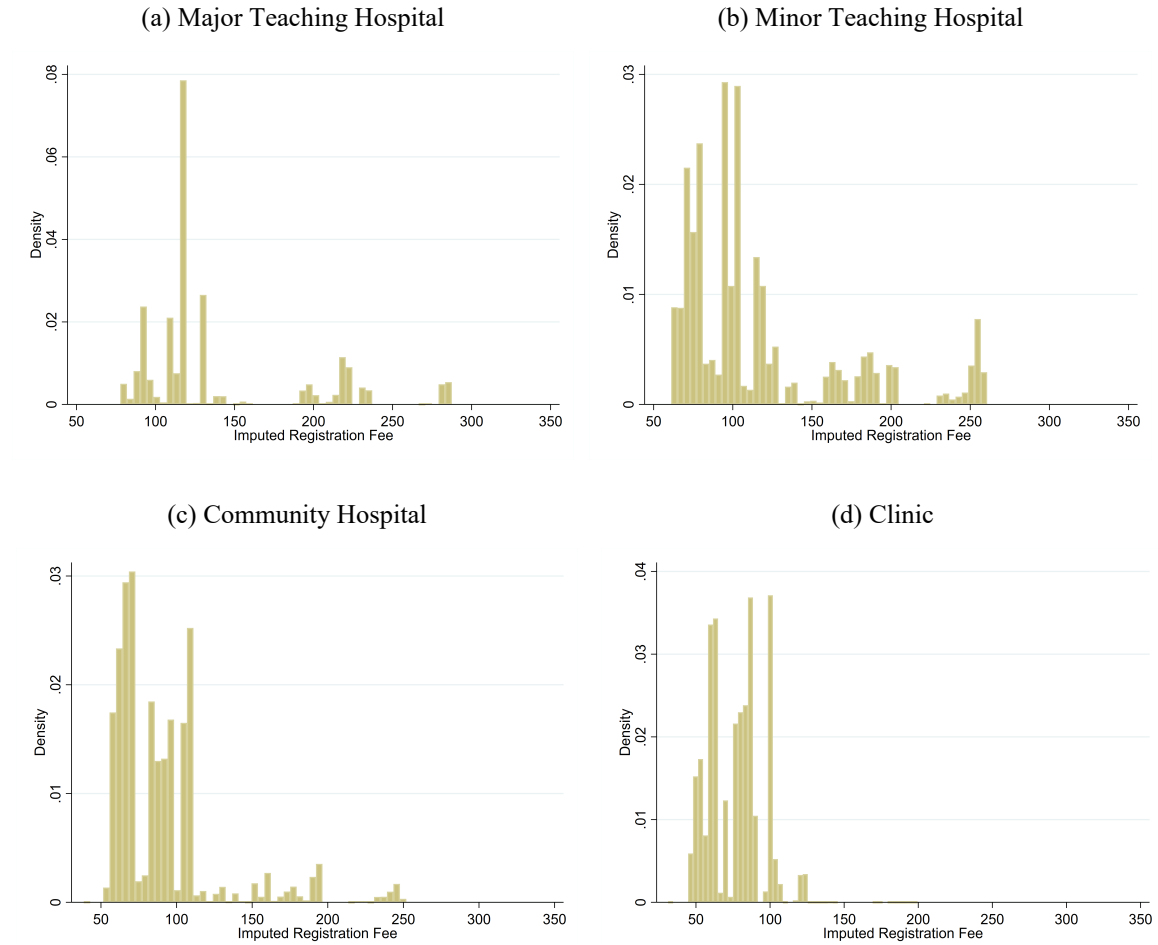 (a) Major Teaching Hospital
(b) Minor Teaching Hospital
.08
.06
.04
.02
0
Density
50 100 150 200 250 300 350
Imputed Registration Fee
.03
.02
.01
0
Density
50 100 150 200 250 300 350
Imputed Registration Fee
(c) Community Hospital
(d) Clinic
.03
.02
.01
0
Density
50 100 150 200 250 300 350
Imputed Registration Fee
.04
.03
.02
.01
0
Density
50 100 150 200 250 300 350
Imputed Registration Fee